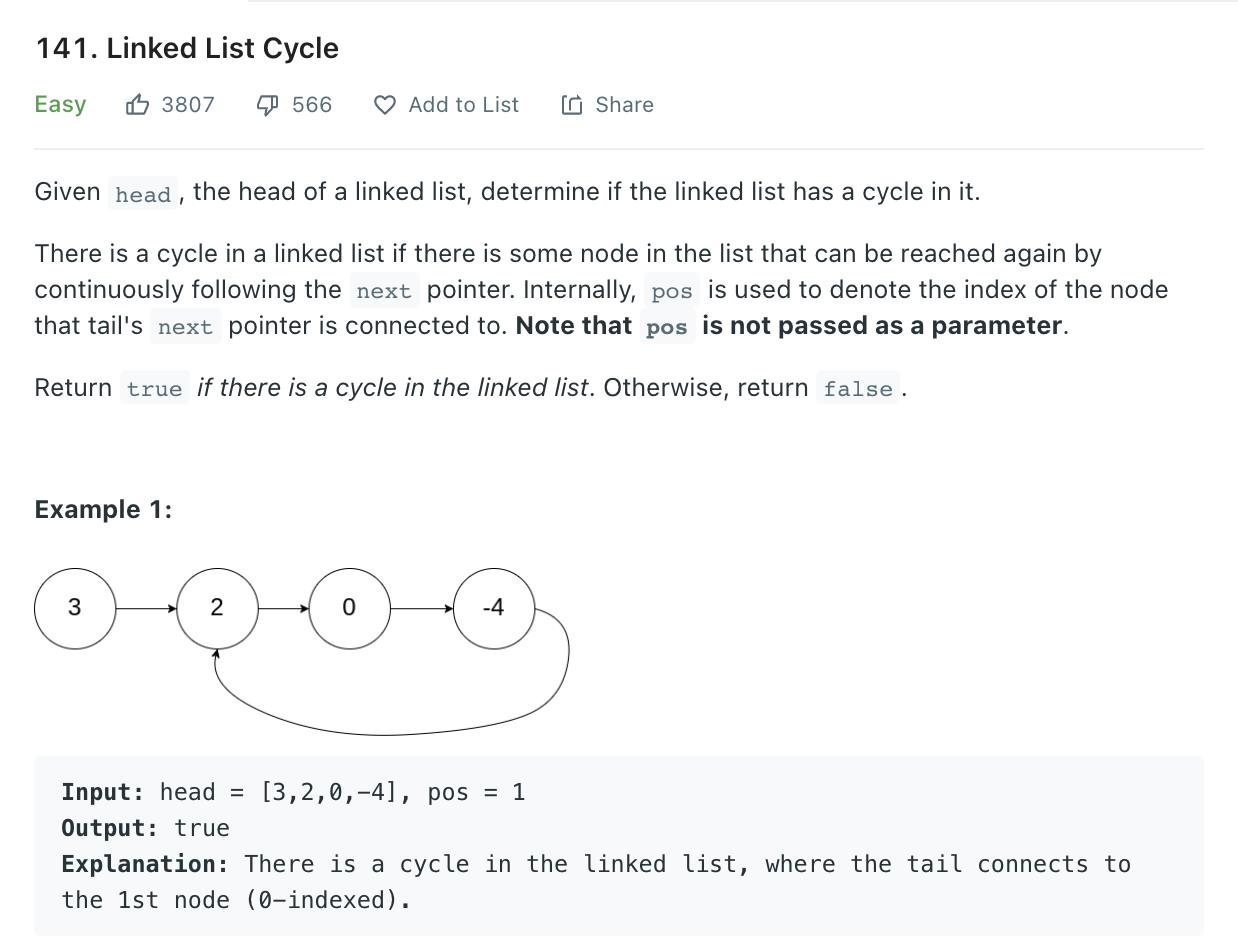 141. Linked List Cycle
Easy 3807 566 Add to List Share
Given head , the head of a linked list, determine if the linked list has a cycle in it.
There is a cycle in a linked list if there is some node in the list that can be reached again by
continuously following the next pointer. Internally, pos is used to denote the index of the node
that tail's next pointer is connected to. Note that pos is not passed as a parameter.
Return true if there is a cycle in the linked list. Otherwise, return false .
Example 1:
3 2 0 -4
Input: head = [3,2,0,-4], pos = 1
Output: true
Explanation: There is a cycle in the linked list, where the tail connects to
the 1st node (0-indexed).